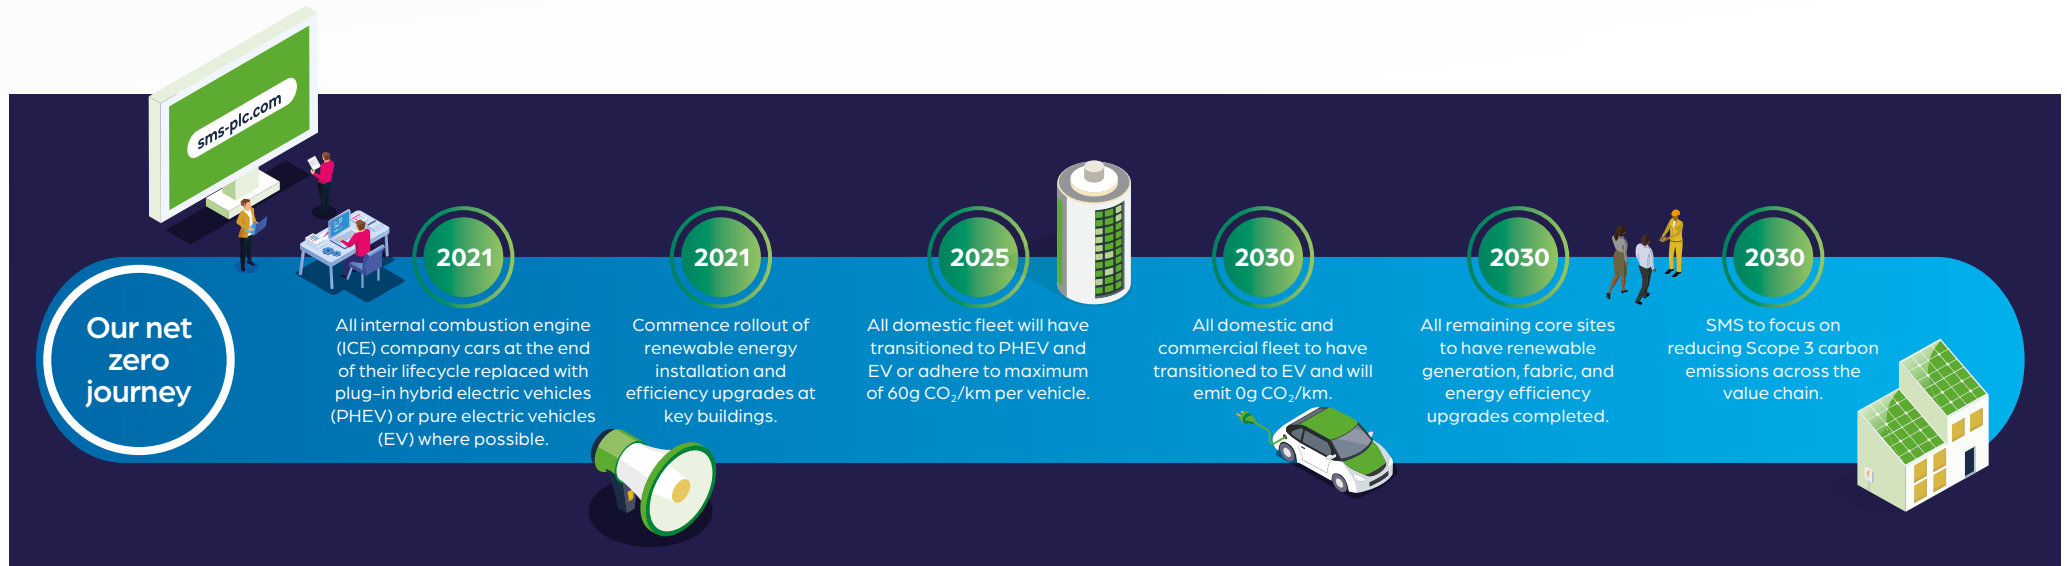 sms-plc.com
Our net
zero
journey
2021
All internal combustion engine
(ICE) company cars at the end
of their lifecycle replaced with
plug-in hybrid electric vehicles
(PHEV) or pure electric vehicles
(EV) where possible.
2021
Commence rollout of
renewable energy
installation and
efficiency upgrades at
key buildings.
2025
All domestic fleet will have
transitioned to PHEV and
EV or adhere to maximum
of 60g CO₂/km per vehicle.
2030
All domestic and
commercial fleet to have
transitioned to EV and will
emit 0g CO₂/km.
2030
All remaining core sites
to have renewable
generation, fabric, and
energy efficiency
upgrades completed.
2030
SMS to focus on
reducing Scope 3 carbon
emissions across the
value chain.